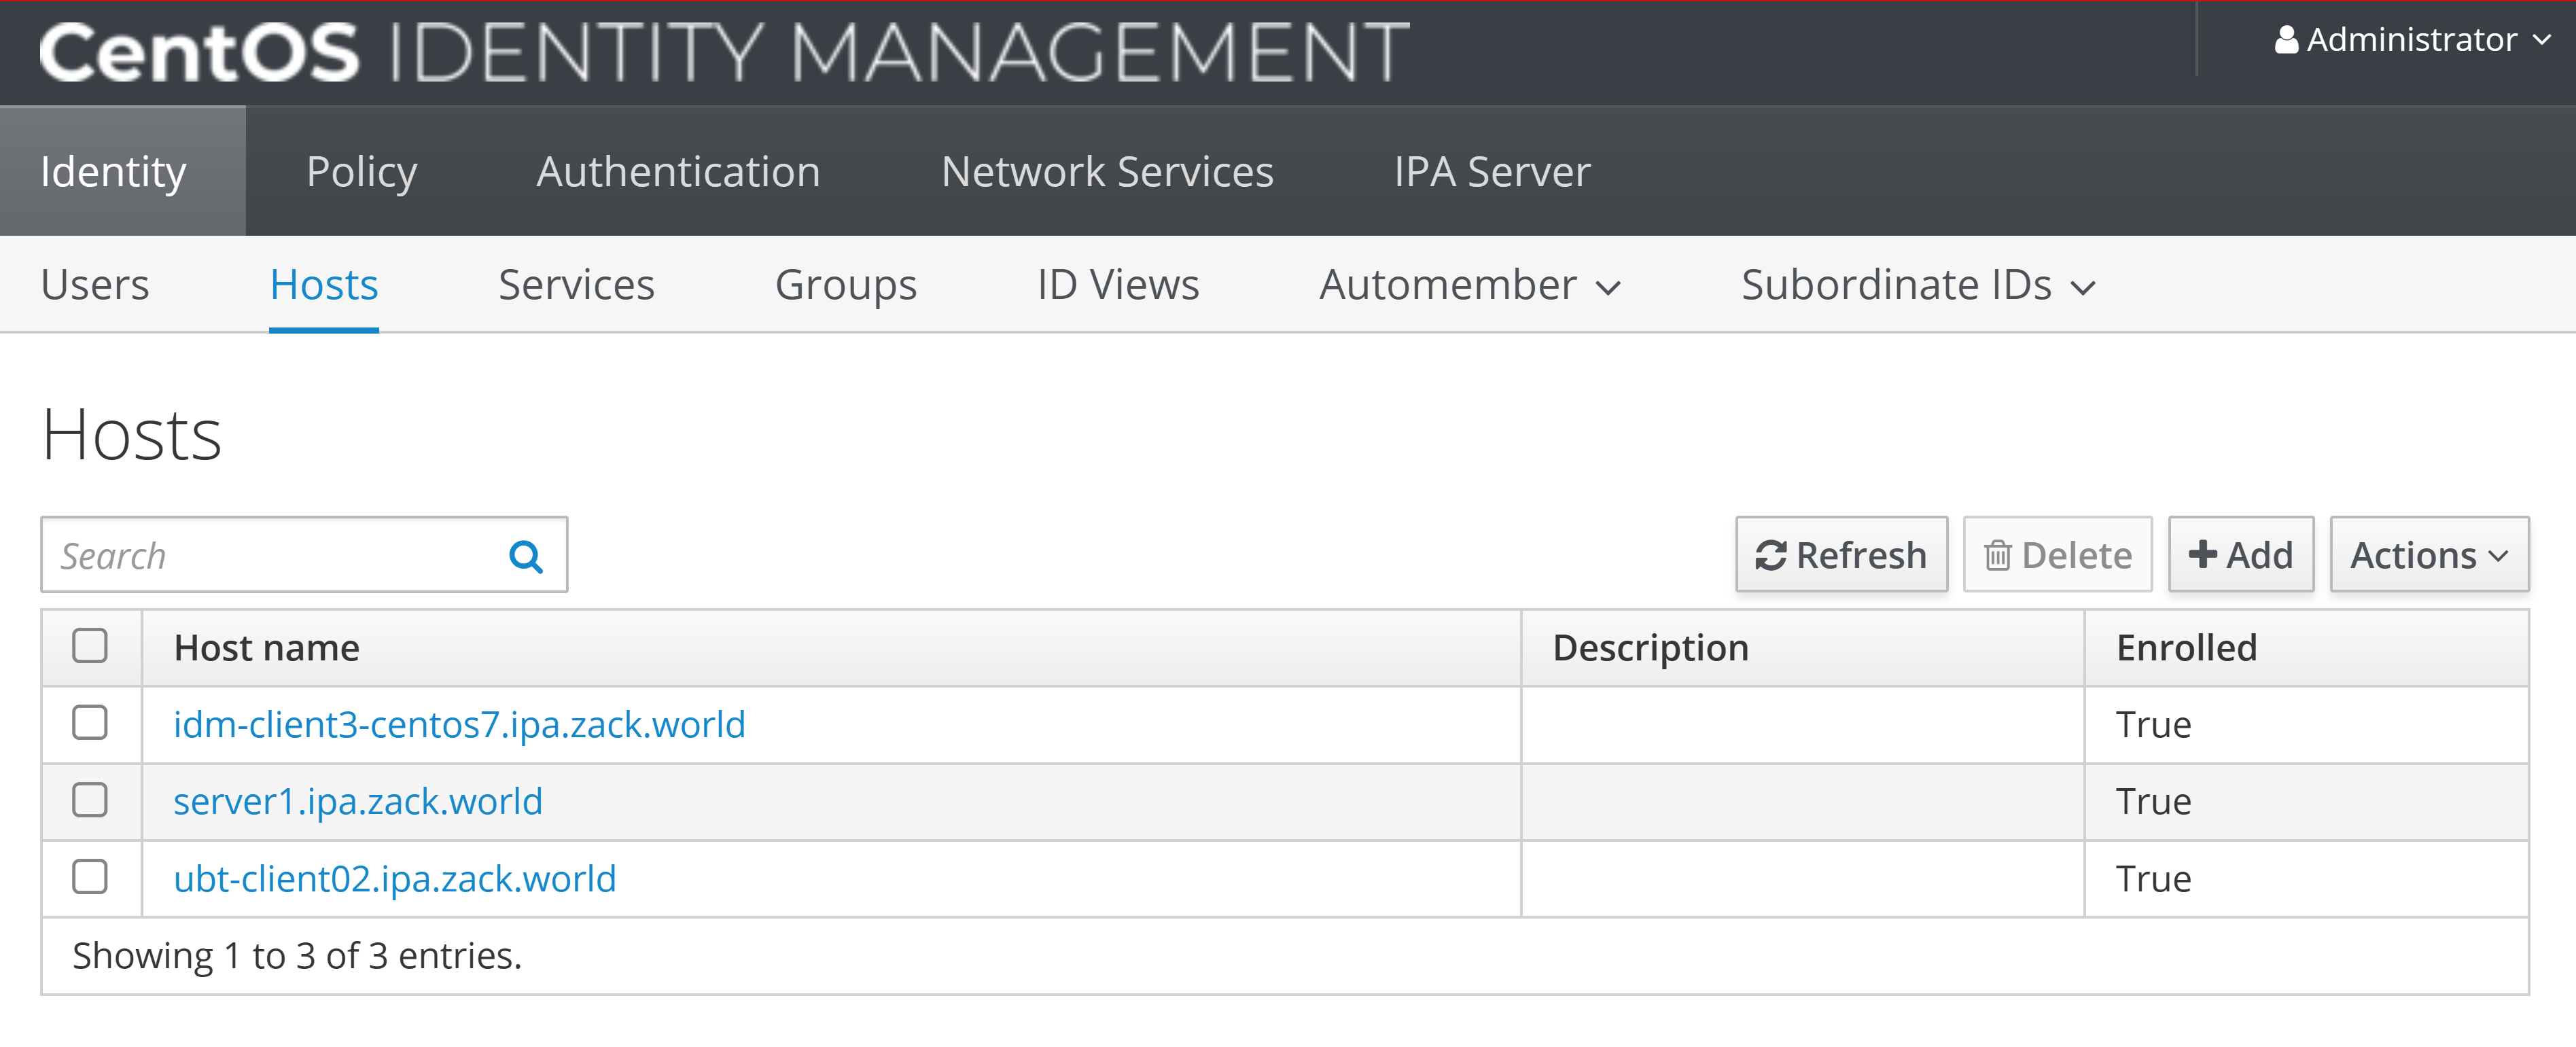 CentOS IDENTITY MANAGEMENT
Administrator
Identity Policy Authentication Network Services IPA Server
Users Hosts Services Groups ID Views Automember Subordinate IDs
Hosts
Search Refresh Delete Add Actions
Host name Description Enrolled
idm-client3-centos7.ipa.zack.world True
server1.ipa.zack.world True
ubt-client02.ipa.zack.world True
Showing 1 to 3 of 3 entries.